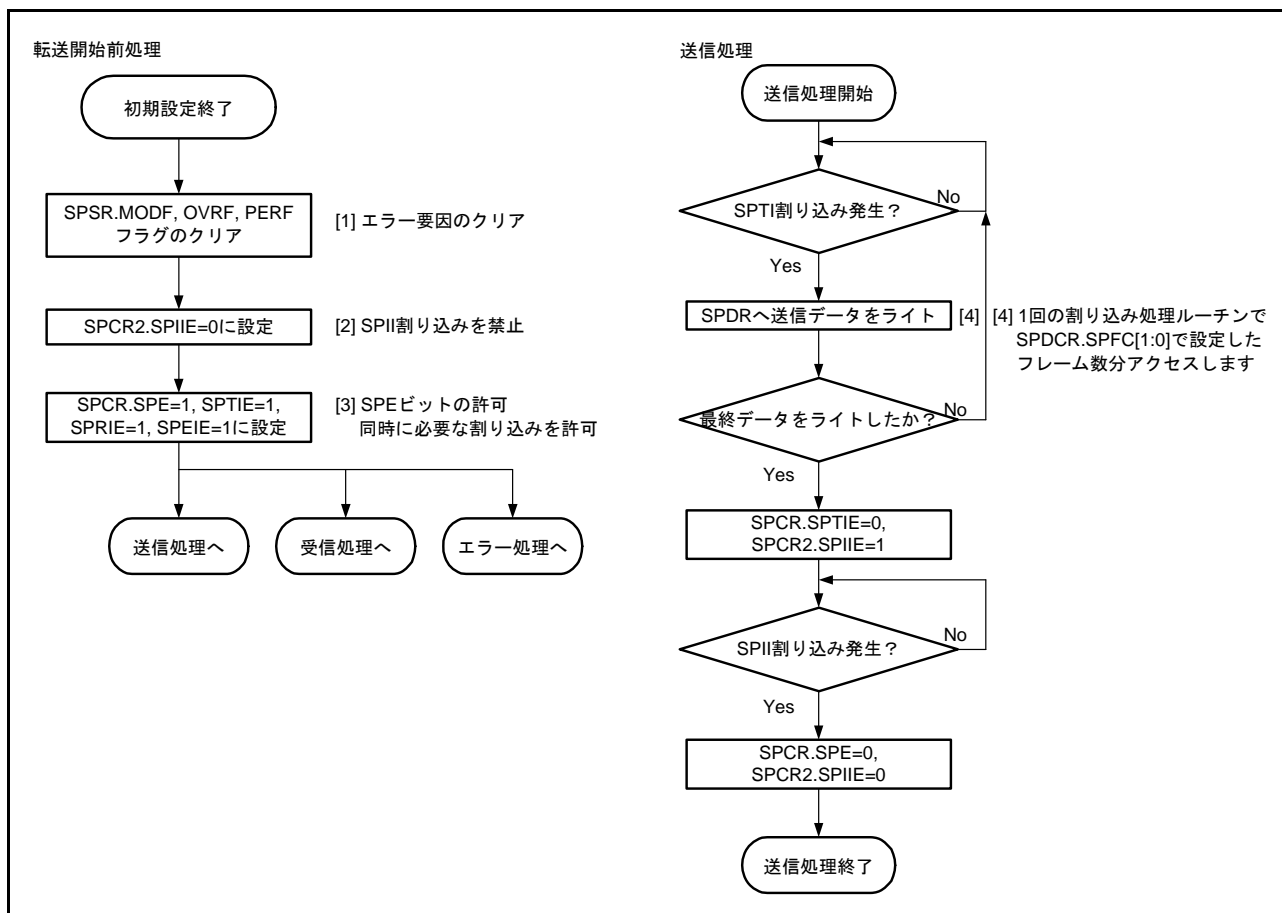 転送開始前処理
初期設定終了
SPSR.MODF, OVRF, PERF
フラグのクリア
[1] エラー要因のクリア
SPCR2.SPIIE=0に設定
[2] SPII割り込みを禁止
SPCR.SPE=1, SPTIE=1,
SPRIE=1, SPEIE=1に設定
[3] SPEビットの許可
同時に必要な割り込みを許可
送信処理へ
受信処理へ
エラー処理へ
送信処理
送信処理開始
SPTI割り込み発生？
No
Yes
SPDRへ送信データをライト
[4]
[4] 1回の割り込み処理ルーチンで
SPDCR.SPFC[1:0]で設定した
フレーム数分アクセスします
最終データをライトしたか？
No
Yes
SPCR.SPTIE=0,
SPCR2.SPIIE=1
SPII割り込み発生？
No
Yes
SPCR.SPE=0,
SPCR2.SPIIE=0
送信処理終了